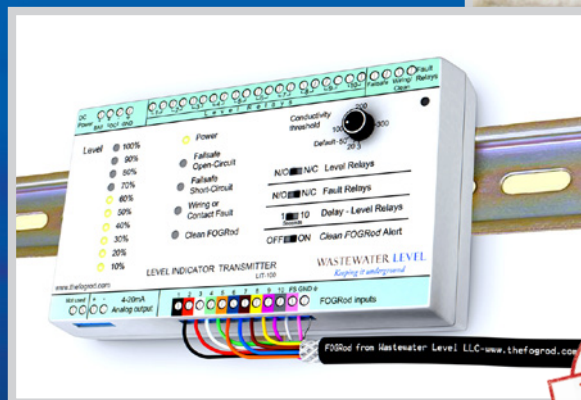 DC Power
GND
GND
Level Relays
Failsafe
Wiring/Clean
Fault Relays
Level
100%
90%
80%
70%
60%
50%
40%
30%
20%
10%
Power
Failsafe
Open-Circuit
Failsafe
Short-Circuit
Wiring or
Contact Fault
Clean FOGRod
Conductivity
threshold
200
100
300
Default-50
20
3
N/O N/C Level Relays
N/O N/C Fault Relays
1 10 Delay - Level Relays
Seconds
OFF ON Clean FOGRod Alert
www.thefogrod.com
LEVEL INDICATOR TRANSMITTER
LIT-100
WASTEWATER LEVEL
Keeping it underground
Not used + - 4-20mA
Analog output
1 2 3 4 5 6 7 8 9 10 FS GND
FOGRod inputs
FOGRod from Wastewater Level LLC-www.thefogrod.com